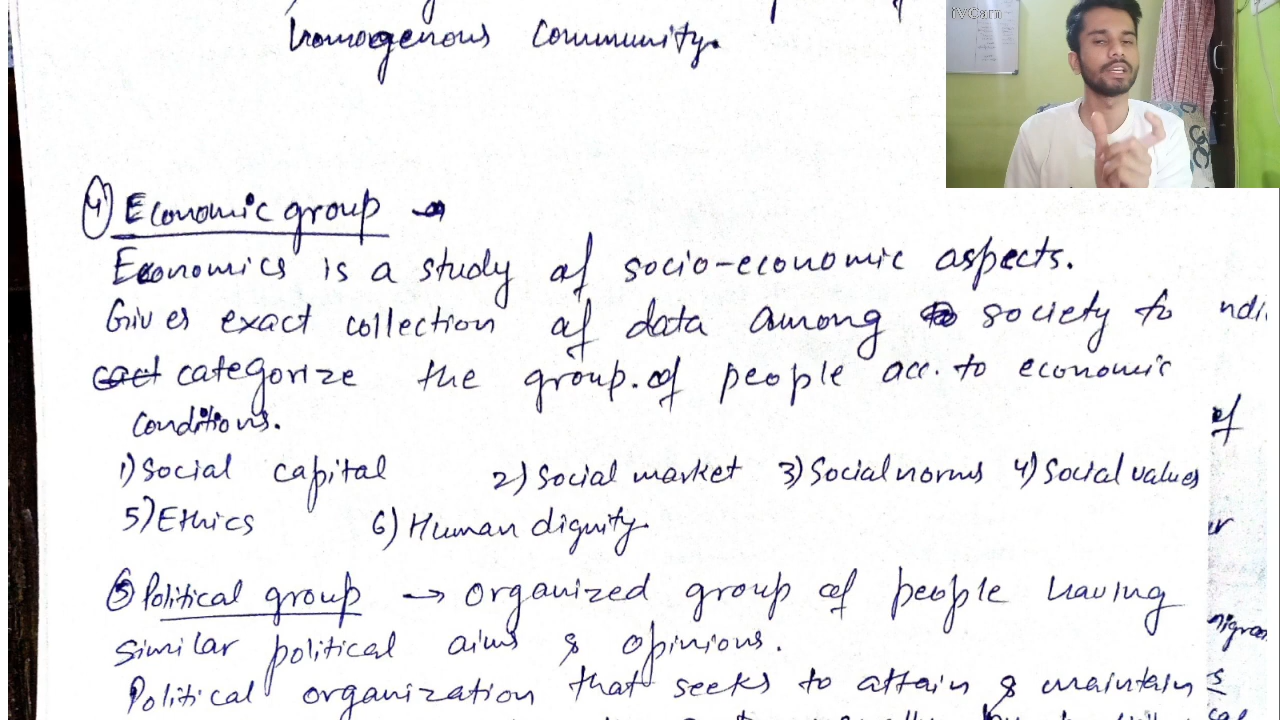 homogenous community.
iVCam
4) Economic group →
Economics is a study of socio-economic aspects.
Gives exact collection of data among society to
categorize the group of people acc. to economic
conditions.
1) Social capital 2) Social market 3) Social norms 4) Social values
5) Ethics 6) Human dignity.
5) Political group → organized group of people having
similar political aims & opinions.
Political organization that seeks to attain & maintain
of